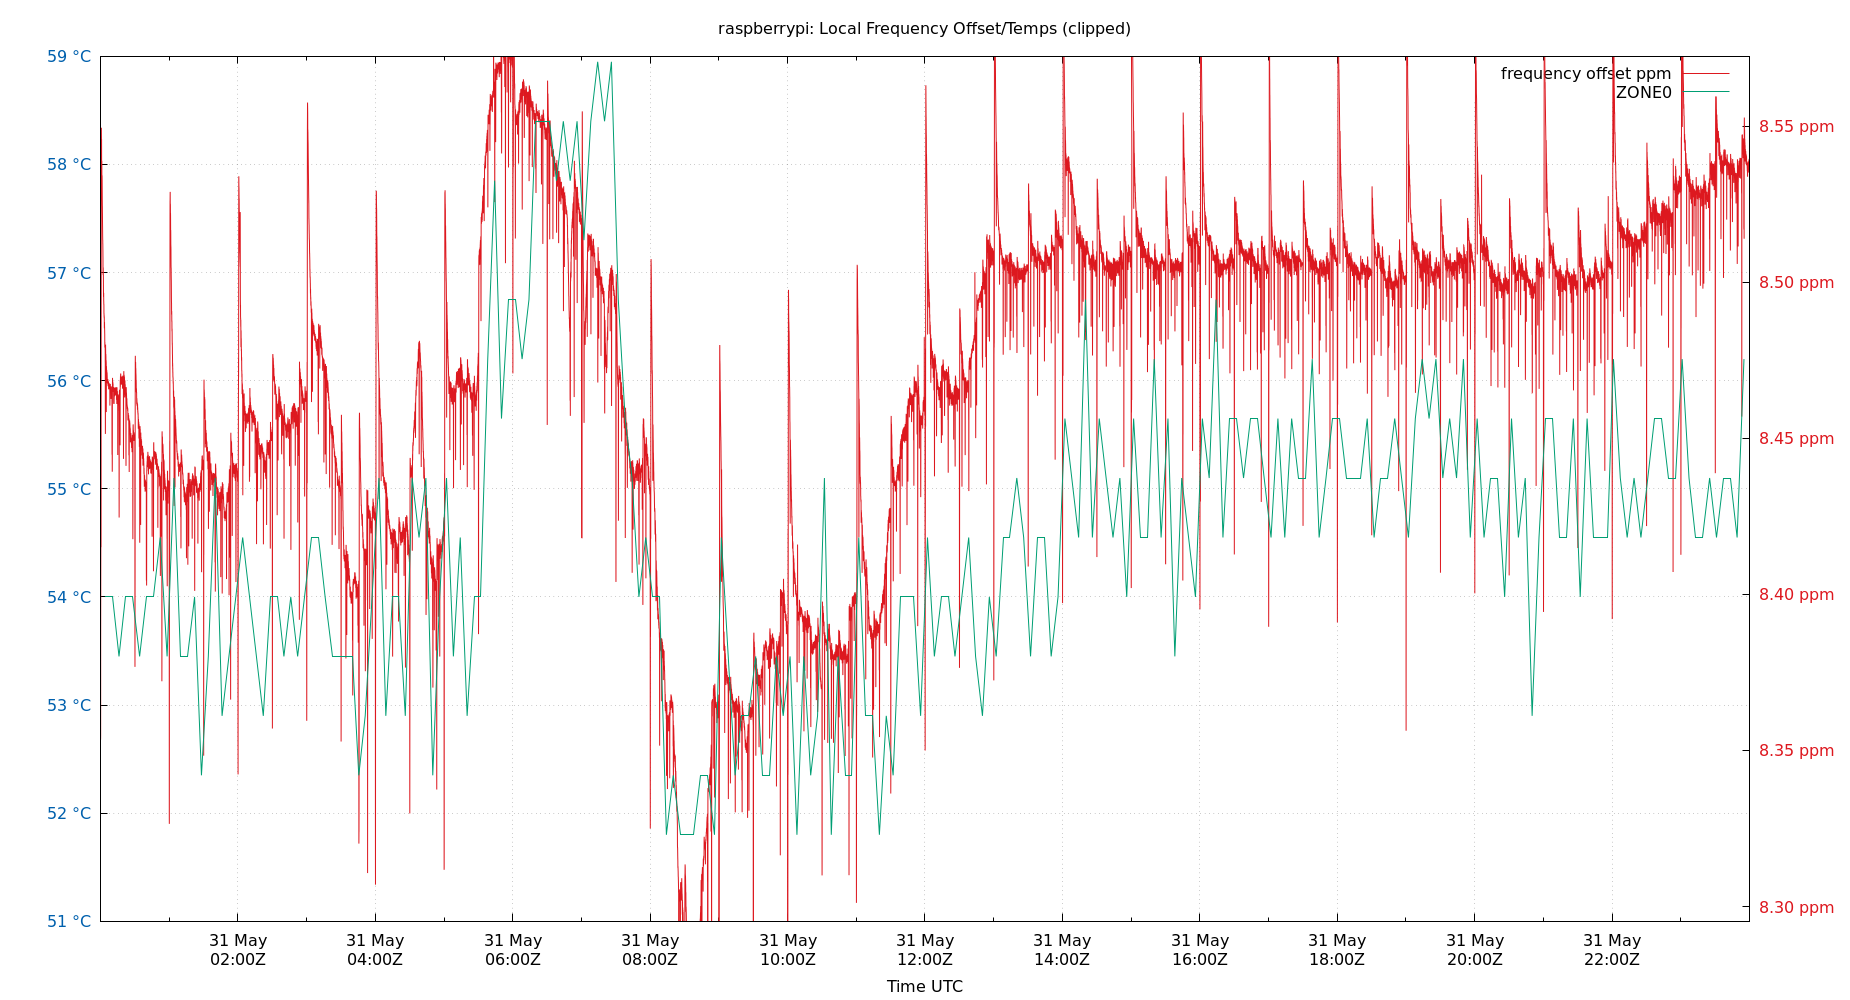 raspberrypi: Local Frequency Offset/Temps (clipped)
59 °C
58 °C
57 °C
56 °C
55 °C
54 °C
53 °C
52 °C
51 °C
frequency offset ppm
ZONE0
8.55 ppm
8.50 ppm
8.45 ppm
8.40 ppm
8.35 ppm
8.30 ppm
31 May 31 May 31 May 31 May 31 May 31 May 31 May 31 May 31 May 31 May 31 May
02:00Z 04:00Z 06:00Z 08:00Z 10:00Z 12:00Z 14:00Z 16:00Z 18:00Z 20:00Z 22:00Z
Time UTC